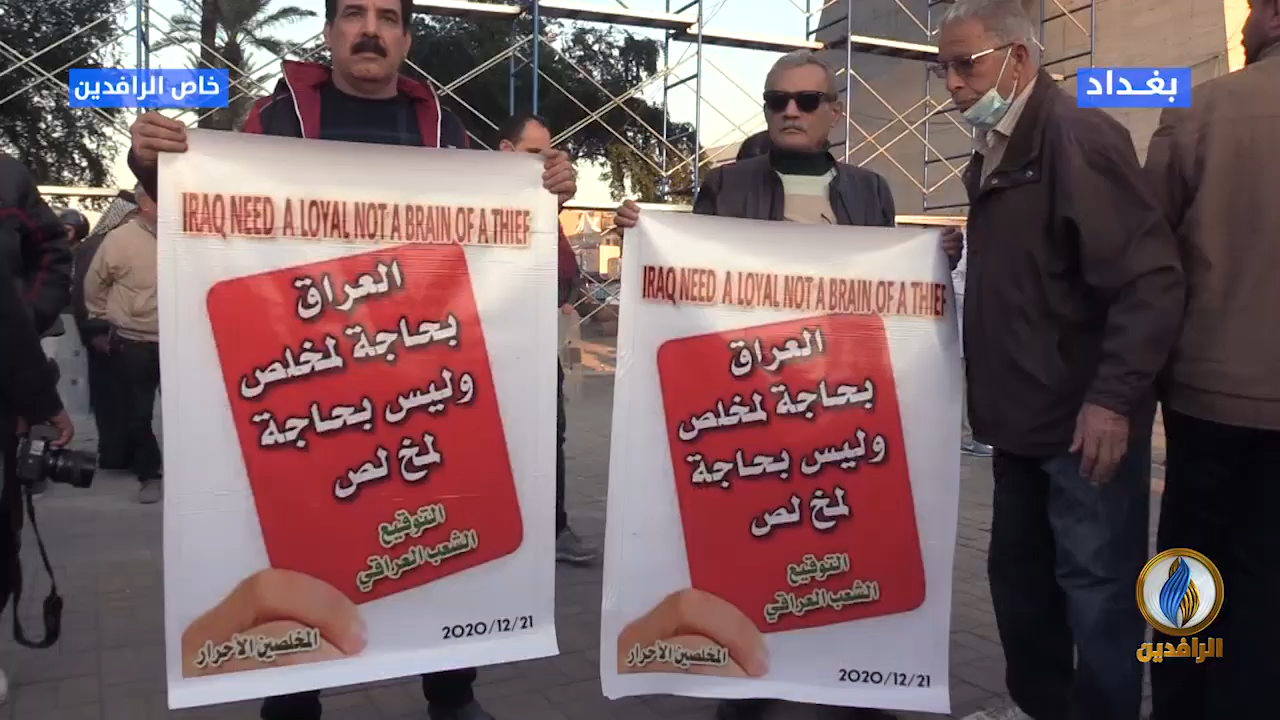 خاص الرافدين
بغداد
IRAQ NEED A LOYAL NOT A BRAIN OF A THIEF
العراق
بحاجة لمخلص
وليس بحاجة
لمخ لص
التوقيع
الشعب العراقي
المخلصين الأحرار
2020/12/21
IRAQ NEED A LOYAL NOT A BRAIN OF A THIEF
العراق
بحاجة لمخلص
وليس بحاجة
لمخ لص
التوقيع
الشعب العراقي
المخلصين الأحرار
2020/12/21
الرافدين